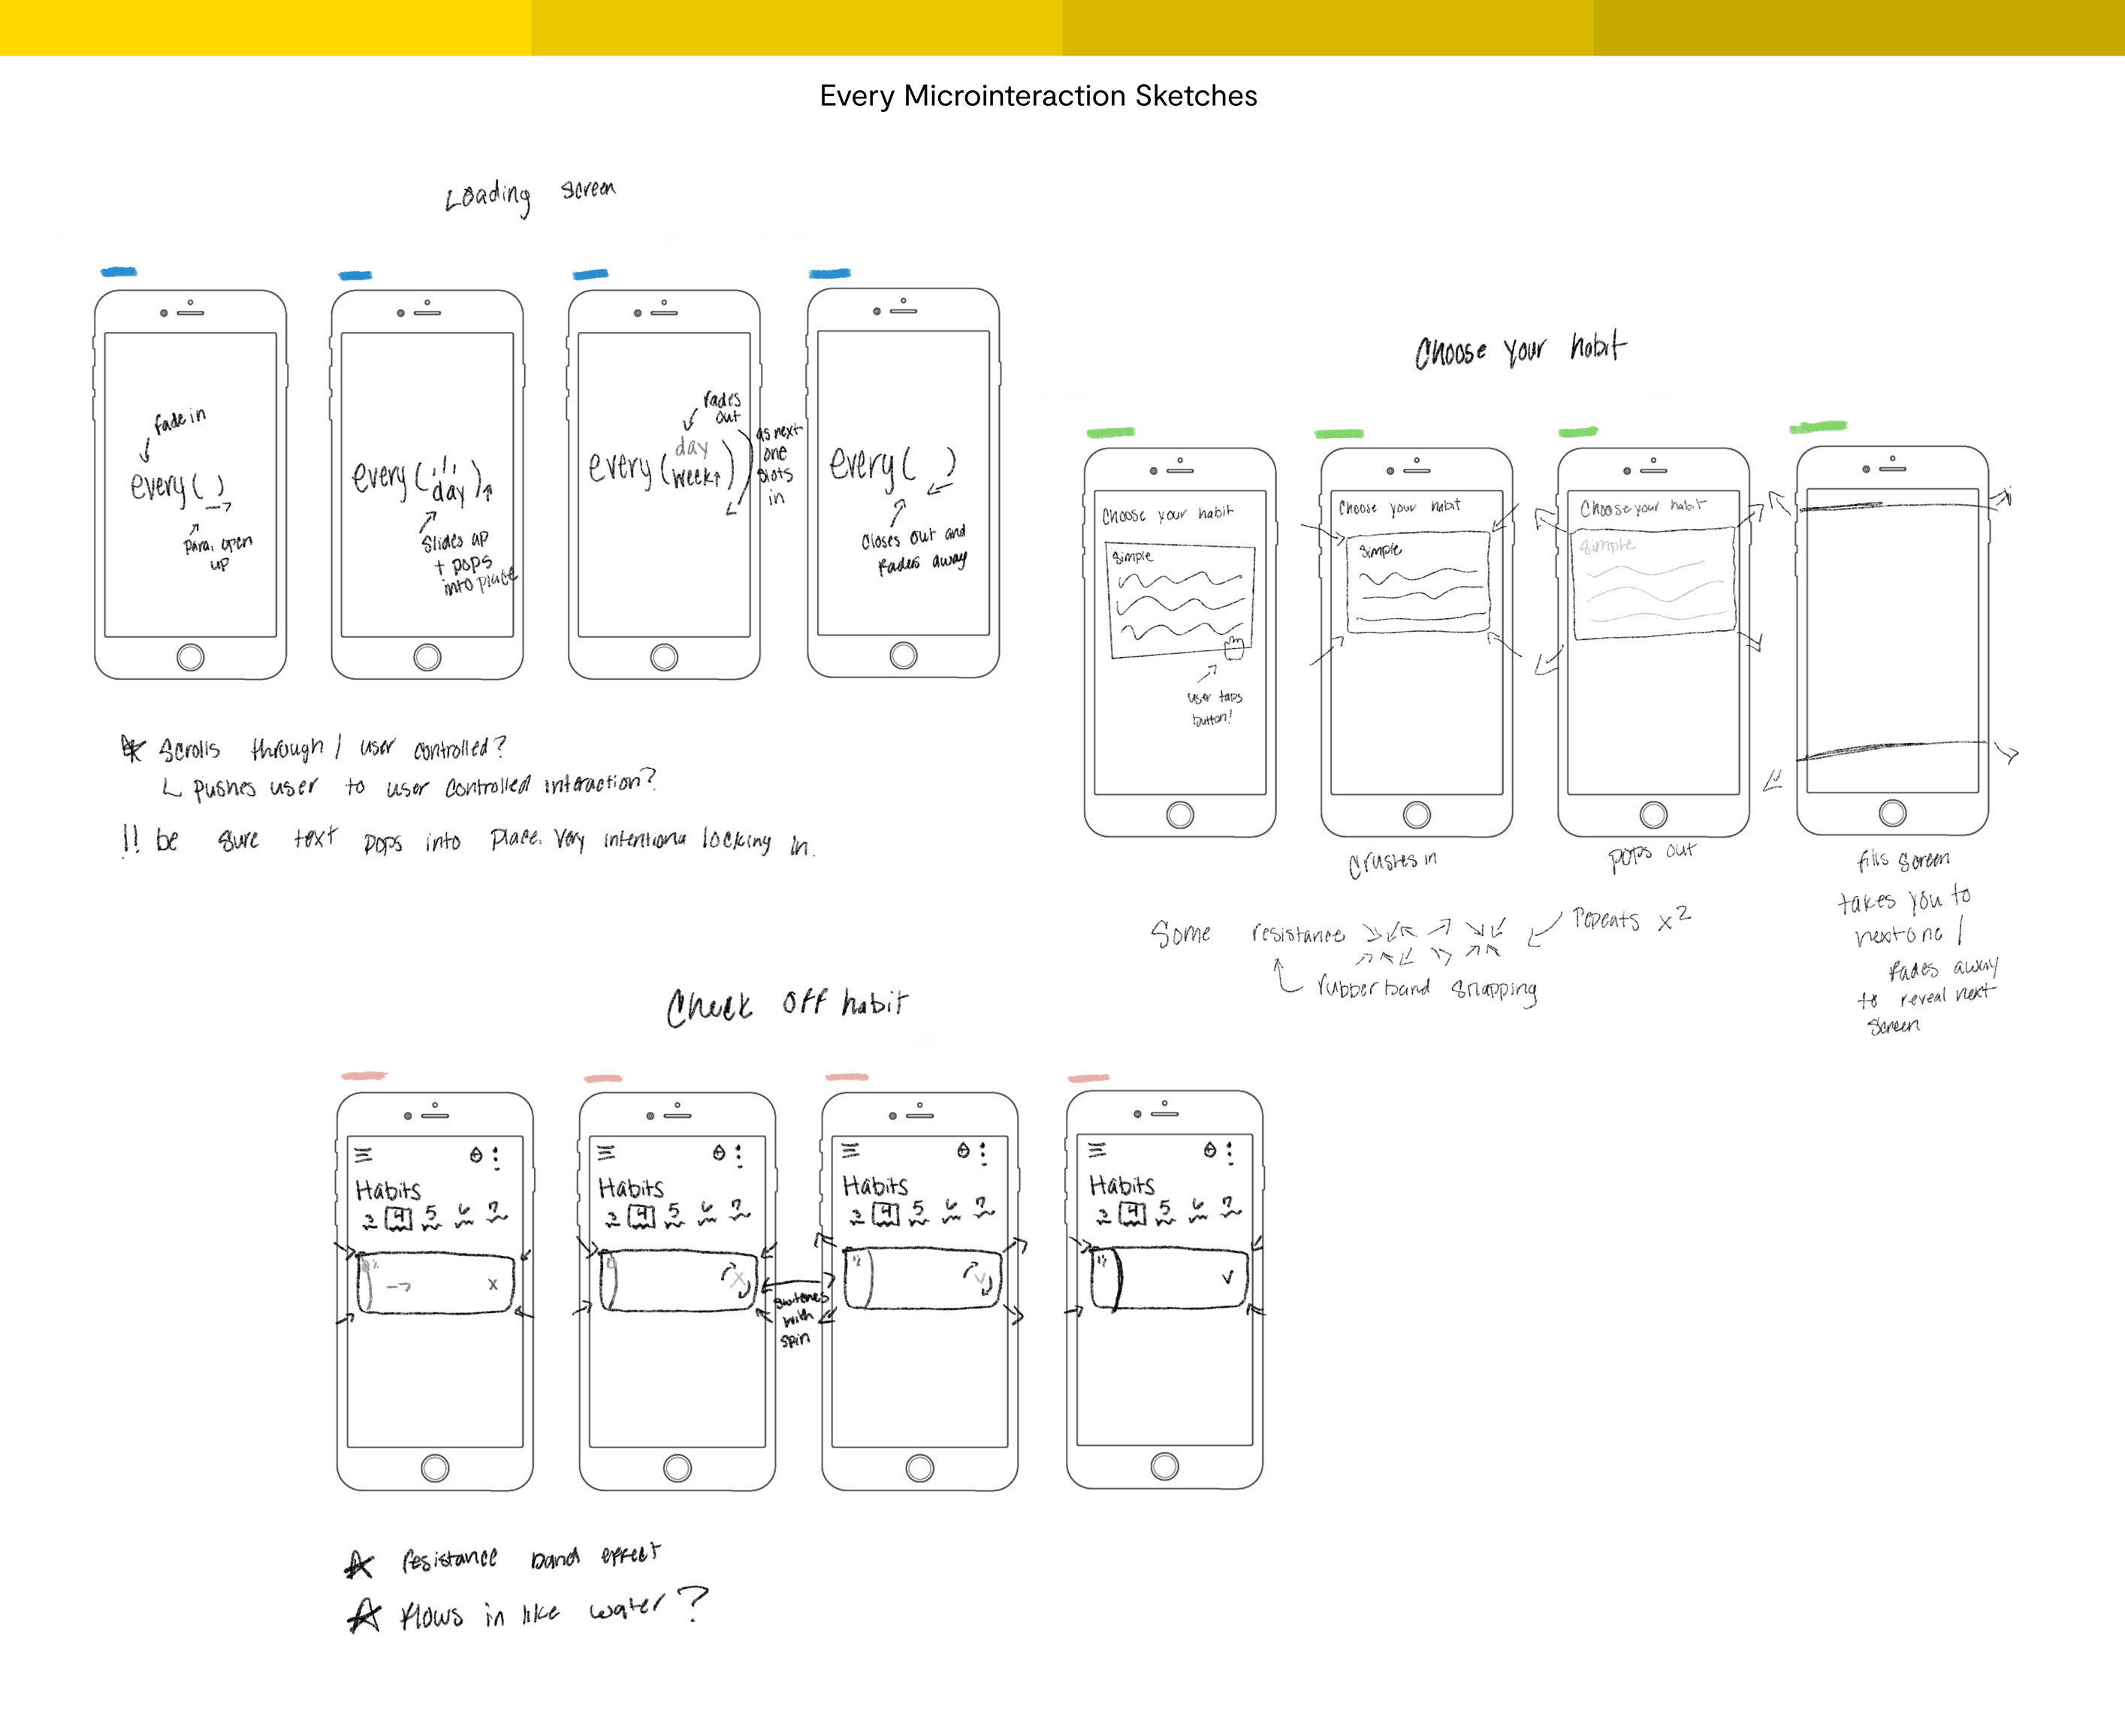 Every Microinteraction Sketches
Loading screen
fade in
every( )
para. open
up
every(day)
Slides up
+ pops
into place
fades
out
day
every(week)
as next
one
slots
in
every( )
Closes out and
fades away
Scrolls through / user controlled?
pushes user to user controlled interaction?
!! be sure text pops into place. Very intentiona locking in.
Choose your habit
Choose your habit
Simple
user taps
button!
Choose your habit
Simple
Crushes in
Choose your habit
Simple
pops out
fills screen
takes you to
next one /
fades away
to reveal next
screen
Some resistance
repeats x2
rubberband snapping
Check off habit
Habits
3 4 5 6 7
x
Habits
3 4 5 6 7
x
switches
with
spin
Habits
3 4 5 6 7
Habits
3 4 5 6 7
resistance band effect
flows in like water?